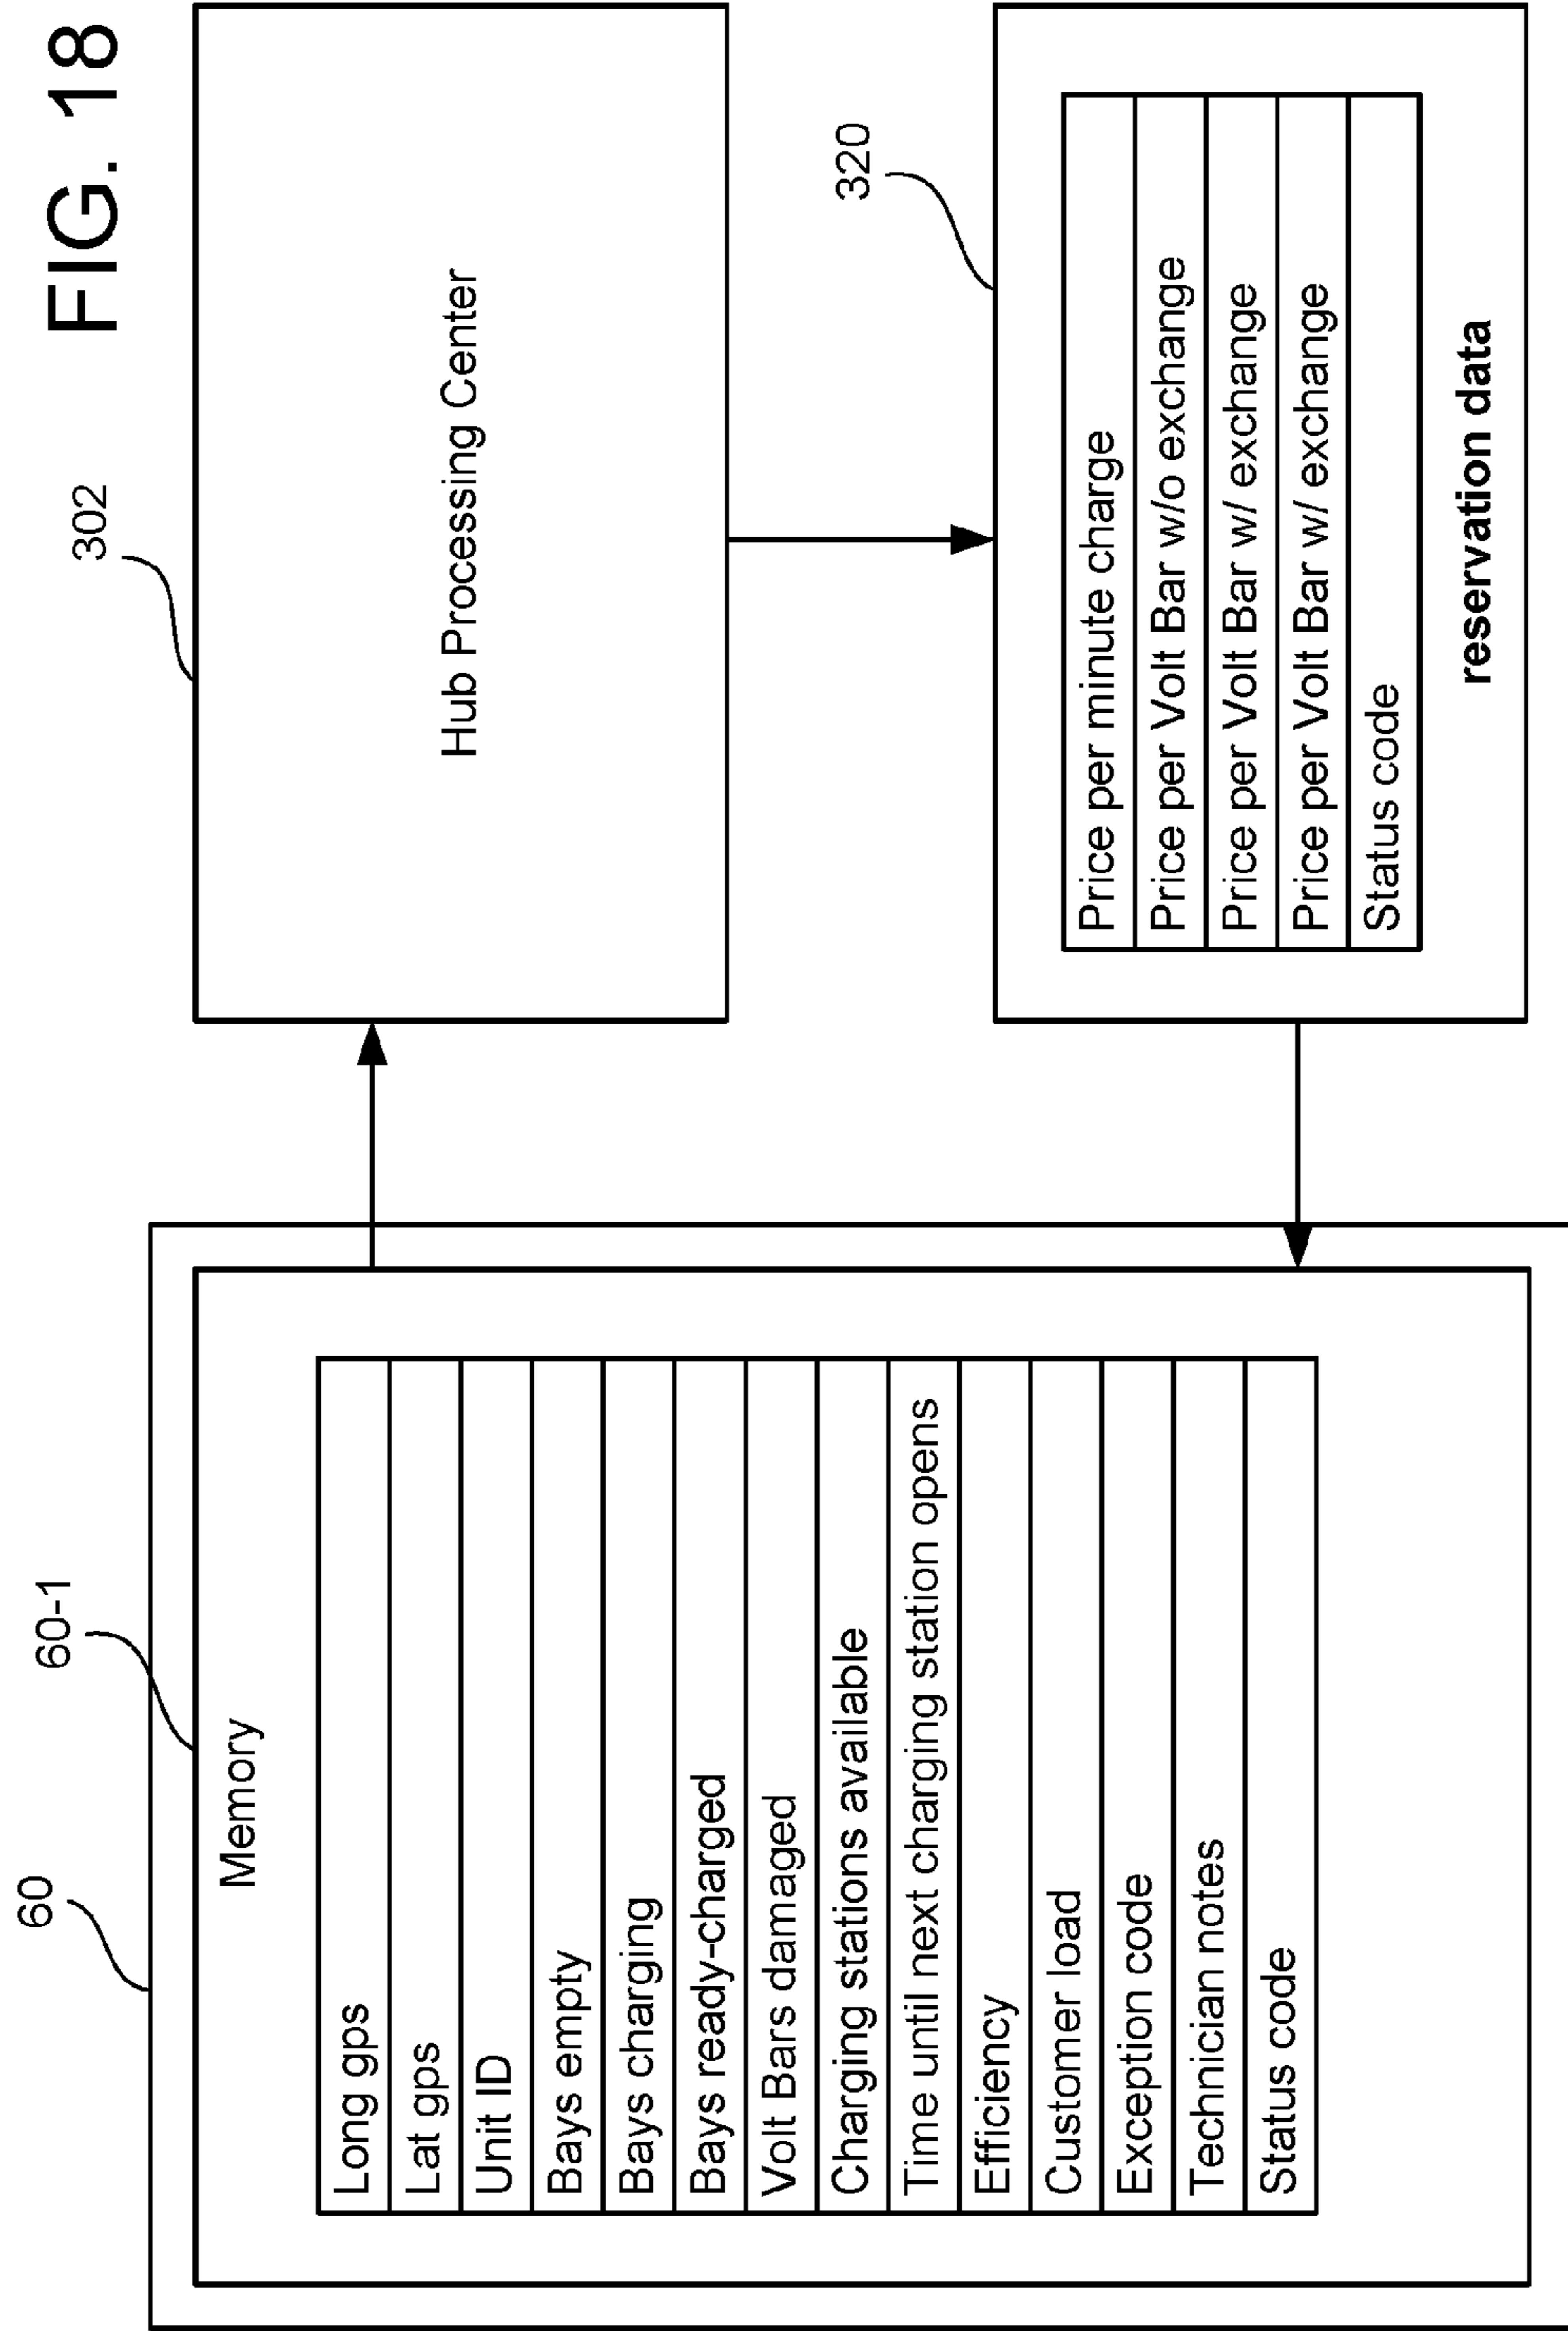 FIG. 18
60
60-1
Memory
Long gps
Lat gps
Unit ID
Bays empty
Bays charging
Bays ready-charged
Volt Bars damaged
Charging stations available
Time until next charging station opens
Efficiency
Customer load
Exception code
Technician notes
Status code
302
Hub Processing Center
320
Price per minute charge
Price per Volt Bar w/o exchange
Price per Volt Bar w/ exchange
Price per Volt Bar w/ exchange
Status code
reservation data